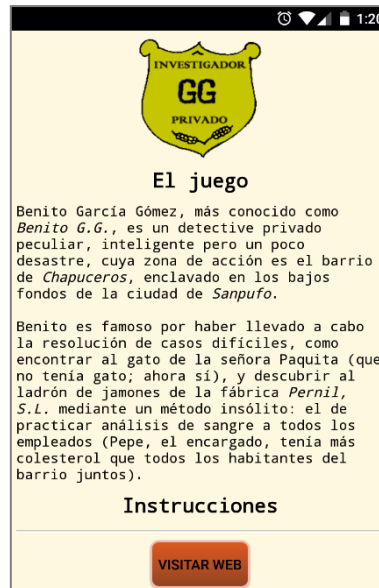 1:20
INVESTIGADOR
GG
PRIVADO
El juego
Benito García Gómez, más conocido como
Benito G.G., es un detective privado
peculiar, inteligente pero un poco
desastre, cuya zona de acción es el barrio
de Chapuceros, enclavado en los bajos
fondos de la ciudad de Sanpufo.
Benito es famoso por haber llevado a cabo
la resolución de casos difíciles, como
encontrar al gato de la señora Paquita (que
no tenía gato; ahora sí), y descubrir al
ladrón de jamones de la fábrica Pernil,
S.L. mediante un método insólito: el de
practicar análisis de sangre a todos los
empleados (Pepe, el encargado, tenía más
colesterol que todos los habitantes del
barrio juntos).
Instrucciones
VISITAR WEB